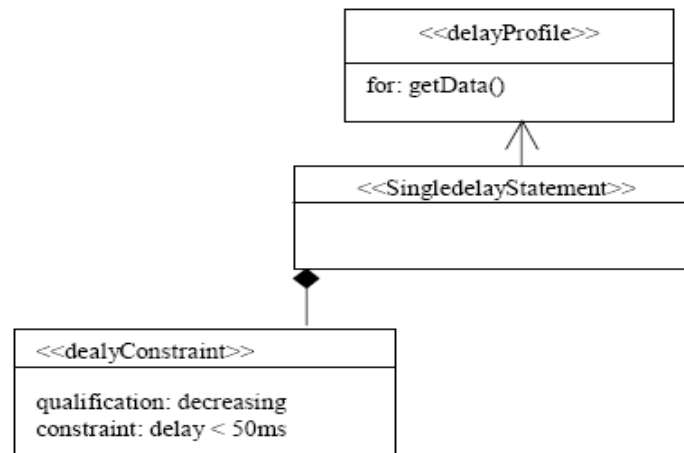 <<delayProfile>>
for: getData()
<<SingledelayStatement>>
<<dealyConstraint>>
qualification: decreasing
constraint: delay < 50ms